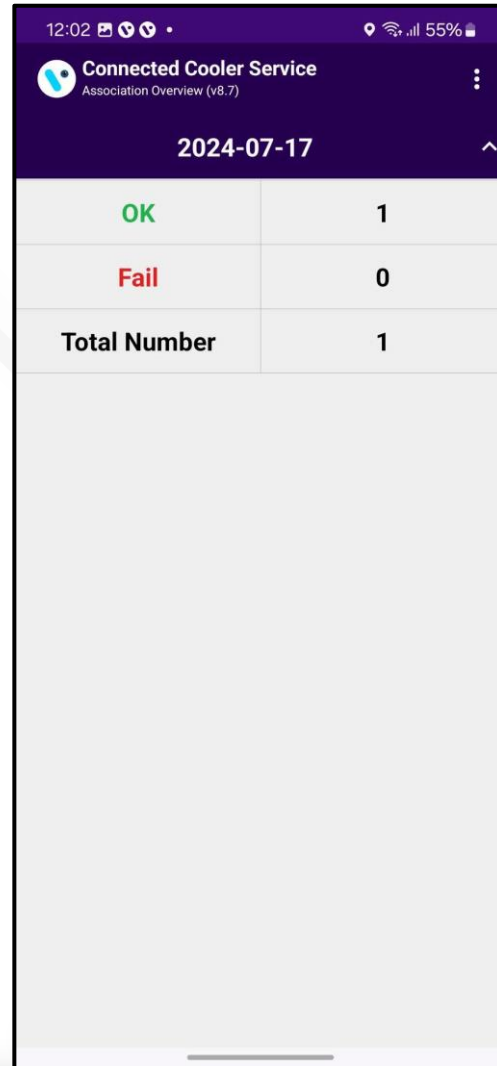 12:02 55%
Connected Cooler Service
Association Overview (v8.7)
2024-07-17
OK 1
Fail 0
Total Number 1